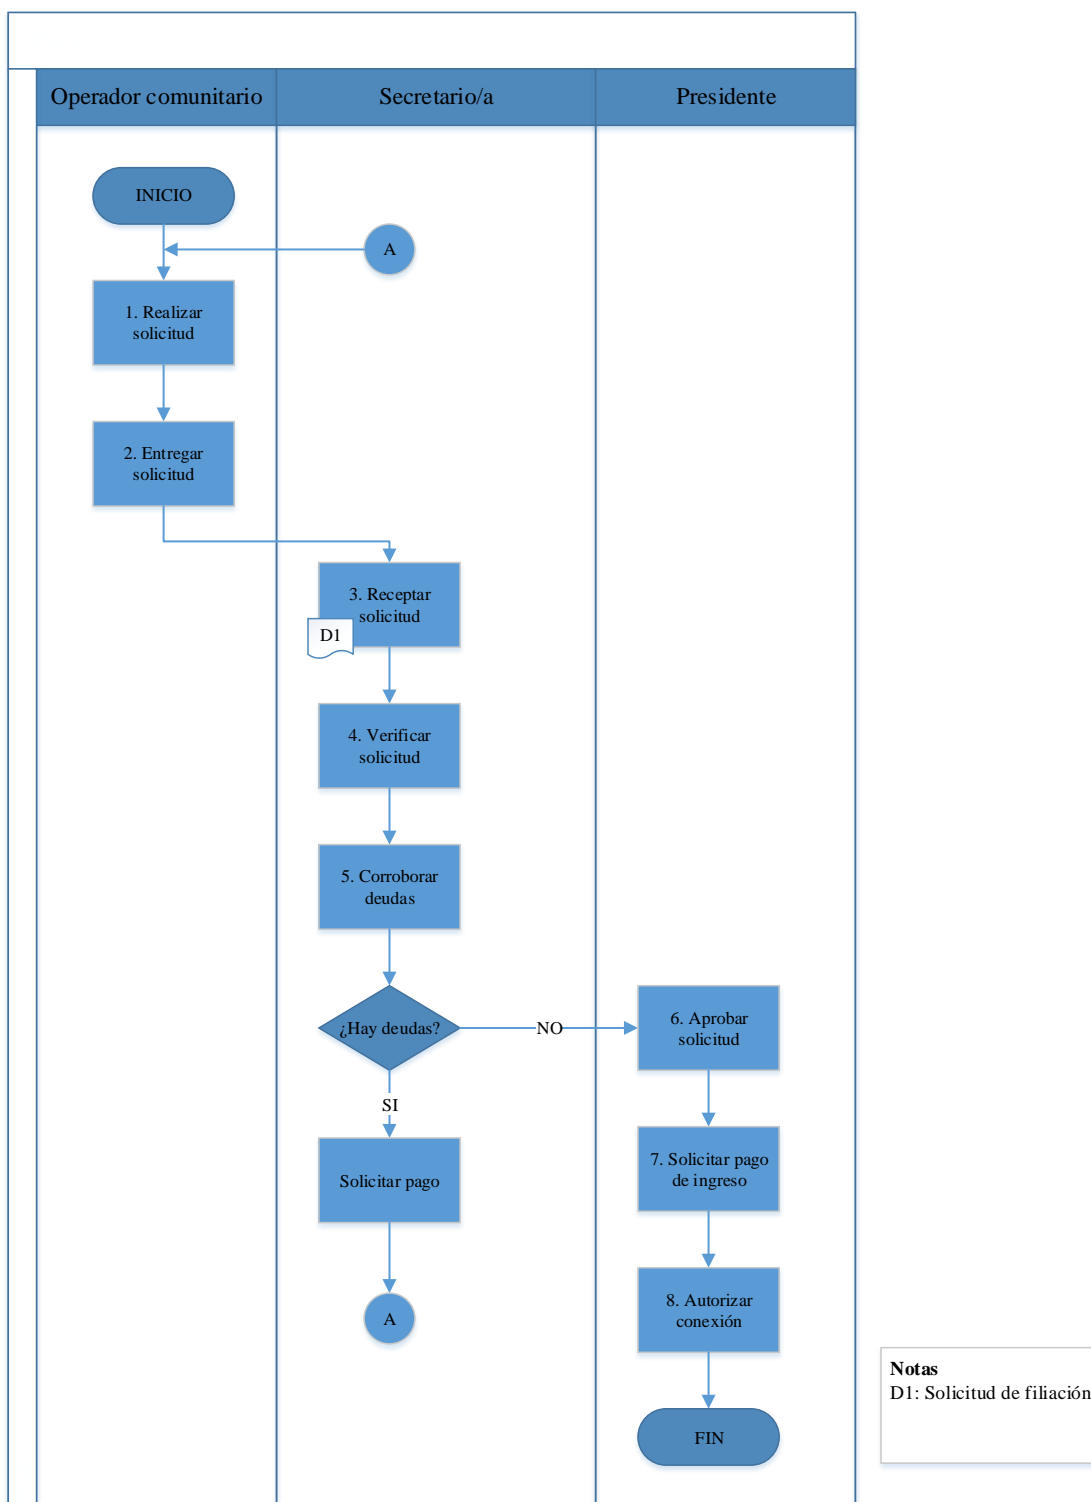 Operador comunitario
Secretario/a
Presidente
INICIO
A
1. Realizar
solicitud
2. Entregar
solicitud
3. Receptar
solicitud
D1
4. Verificar
solicitud
5. Corroborar
deudas
¿Hay deudas?
NO
6. Aprobar
solicitud
SI
Solicitar pago
7. Solicitar pago
de ingreso
A
8. Autorizar
conexión
FIN
Notas
D1: Solicitud de filiación